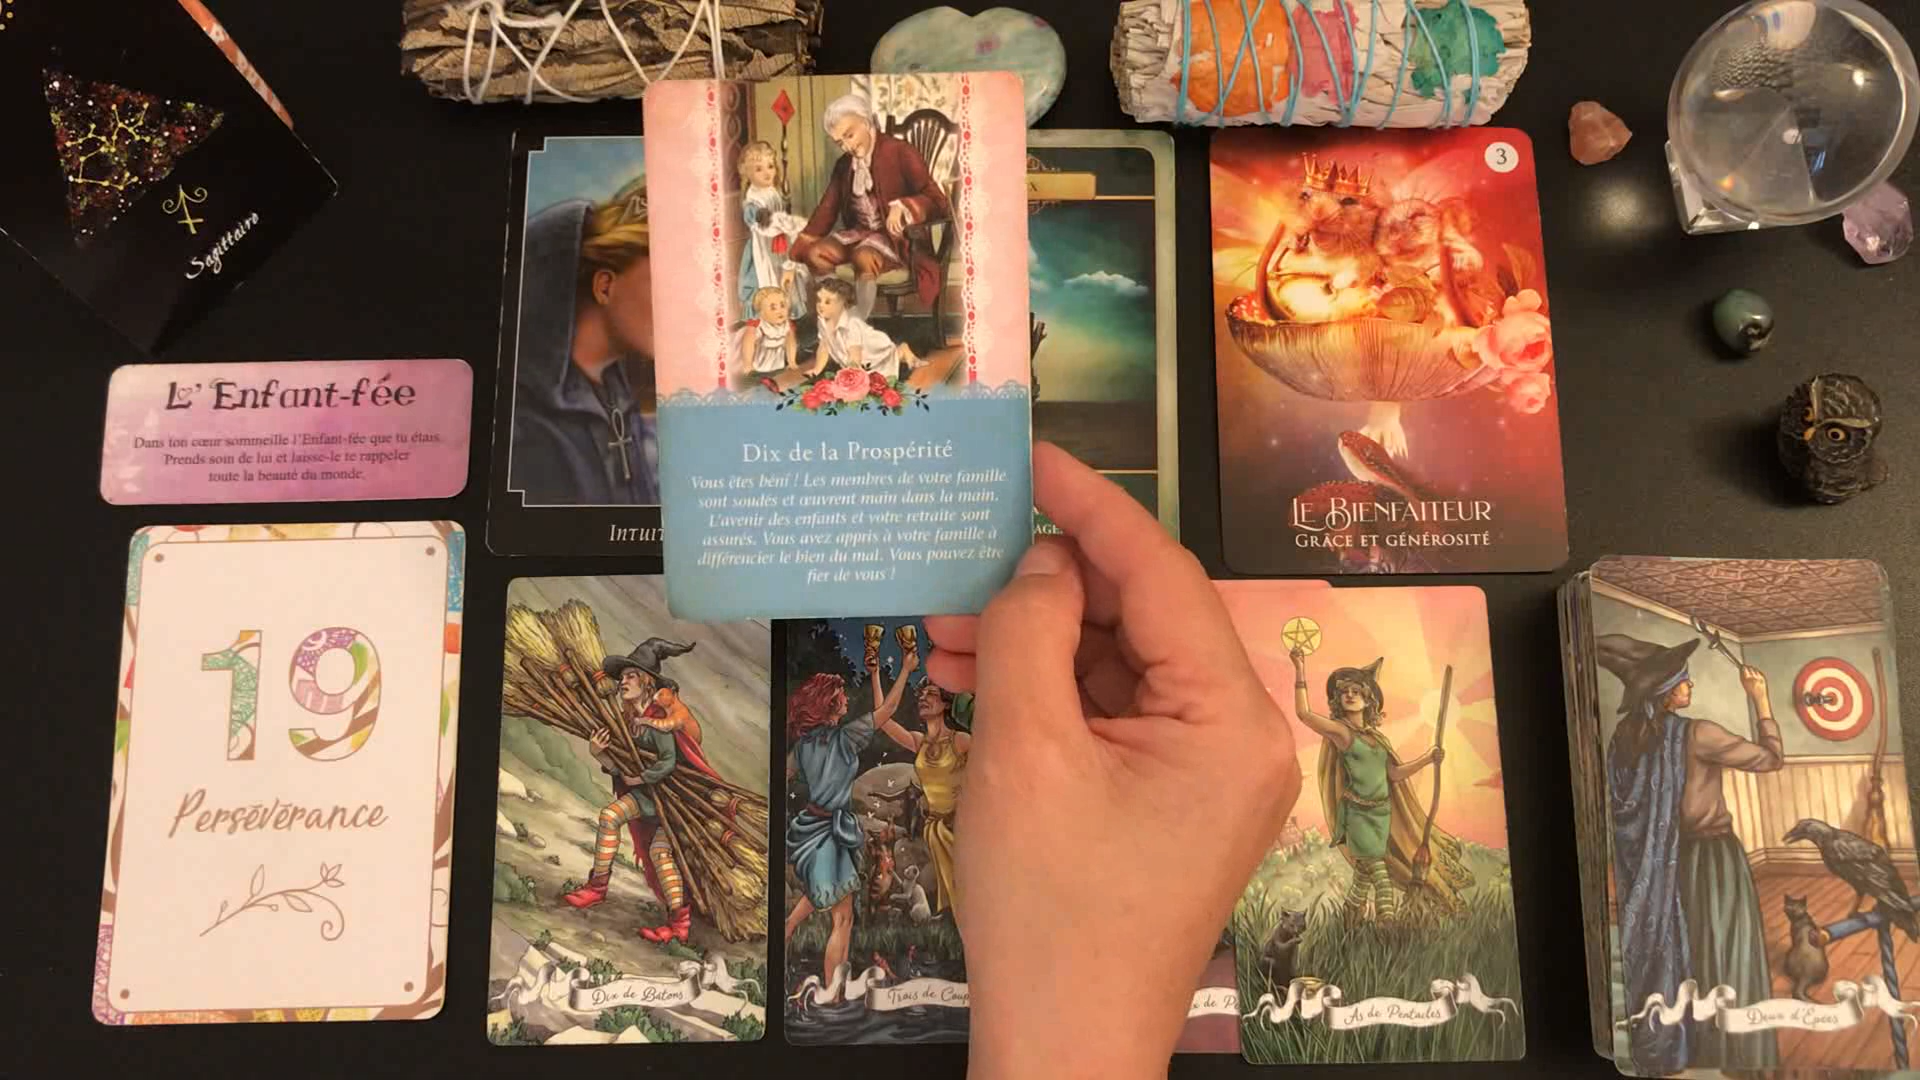 Sagittaire
L'Enfant-fée
Dans ton cœur sommeille l'Enfant-fée que tu étais.
Prends soin de lui et laisse-le te rappeler
toute la beauté du monde.
19
Persévérance
Dix de la Prospérité
Vous êtes béni ! Les membres de votre famille
sont soudés et œuvrent main dans la main.
L'avenir des enfants et votre retraite sont
assurés. Vous avez appris à votre famille à
différencier le bien du mal. Vous pouvez être
fier de vous !
3
LE BIENFAITEUR
GRÂCE ET GÉNÉROSITÉ
Dix de Bâtons
Trois de
As de Pentacles
Deux d'Épées